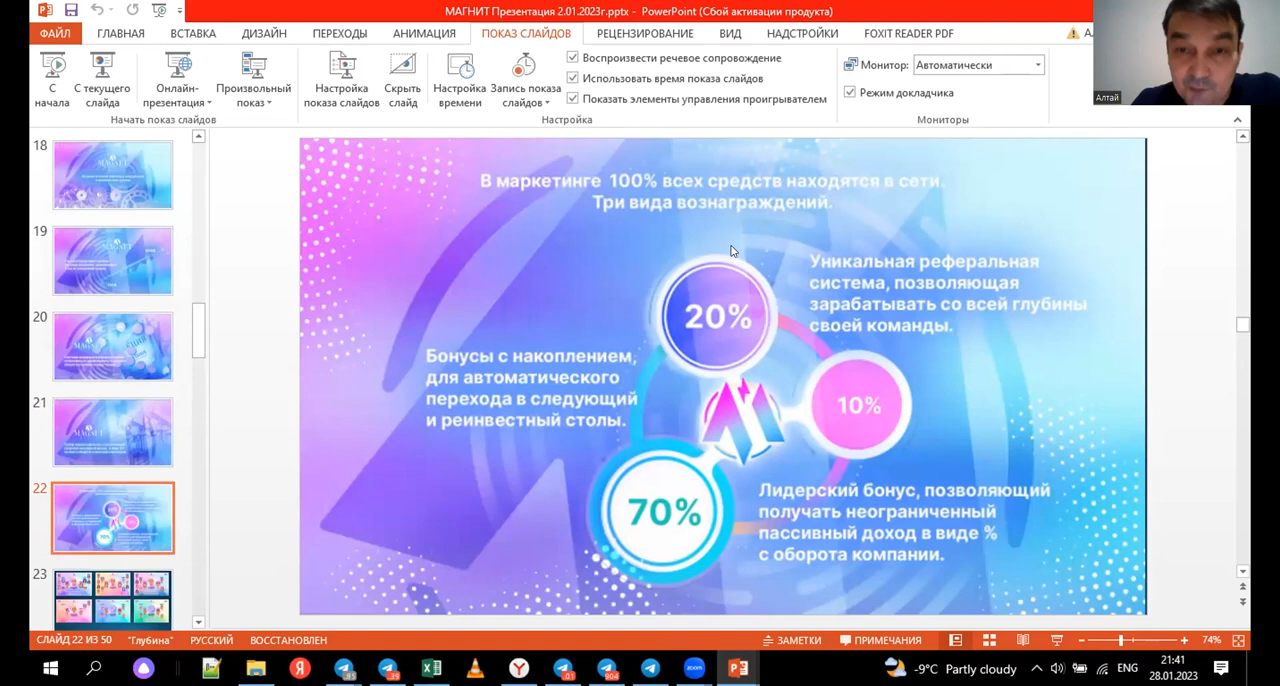 МАГНИТ Презентация 2.01.2023г.pptx - PowerPoint (Сбой активации продукта)
ФАЙЛ ГЛАВНАЯ ВСТАВКА ДИЗАЙН ПЕРЕХОДЫ АНИМАЦИЯ ПОКАЗ СЛАЙДОВ РЕЦЕНЗИРОВАНИЕ ВИД НАДСТРОЙКИ FOXIT READER PDF
С начала
С текущего слайда
Онлайн-презентация
Произвольный показ
Начать показ слайдов
Настройка показа слайдов
Скрыть слайд
Настройка времени
Запись показа слайдов
Воспроизвести речевое сопровождение
Использовать время показа слайдов
Показать элементы управления проигрывателем
Настройка
Монитор: Автоматически
Режим докладчика
Мониторы
Алтай
18
19
20
21
22
23
В маркетинге 100% всех средств находятся в сети.
Три вида вознаграждений.
20%
Уникальная реферальная
система, позволяющая
зарабатывать со всей глубины
своей команды.
Бонусы с накоплением,
для автоматического
перехода в следующий
и реинвестный столы.
10%
70%
Лидерский бонус, позволяющий
получать неограниченный
пассивный доход в виде %
с оборота компании.
СЛАЙД 22 ИЗ 50 "Глубина" РУССКИЙ ВОССТАНОВЛЕН ЗАМЕТКИ ПРИМЕЧАНИЯ 74%
-9°C Partly cloudy ENG 21:41
28.01.2023